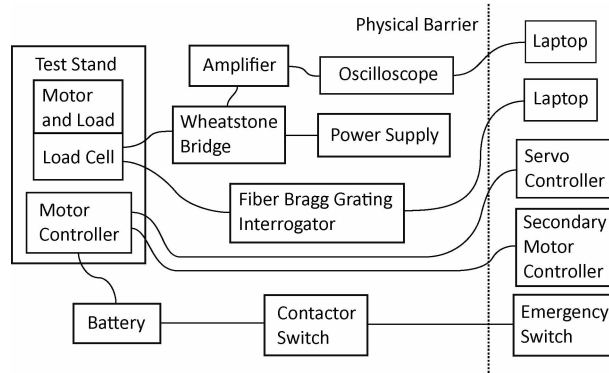 Physical Barrier
Laptop
Amplifier
Oscilloscope
Test Stand
Motor
and Load
Laptop
Wheatstone
Bridge
Power Supply
Load Cell
Servo
Controller
Fiber Bragg Grating
Interrogator
Motor
Controller
Secondary
Motor
Controller
Battery
Contactor
Switch
Emergency
Switch